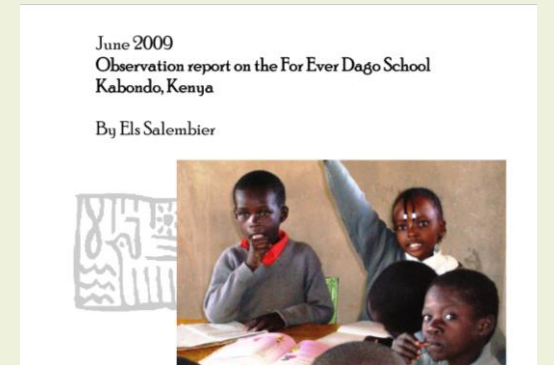 June 2009
Observation report on the For Ever Dago School
Kabondo, Kenya
By Els Salembier